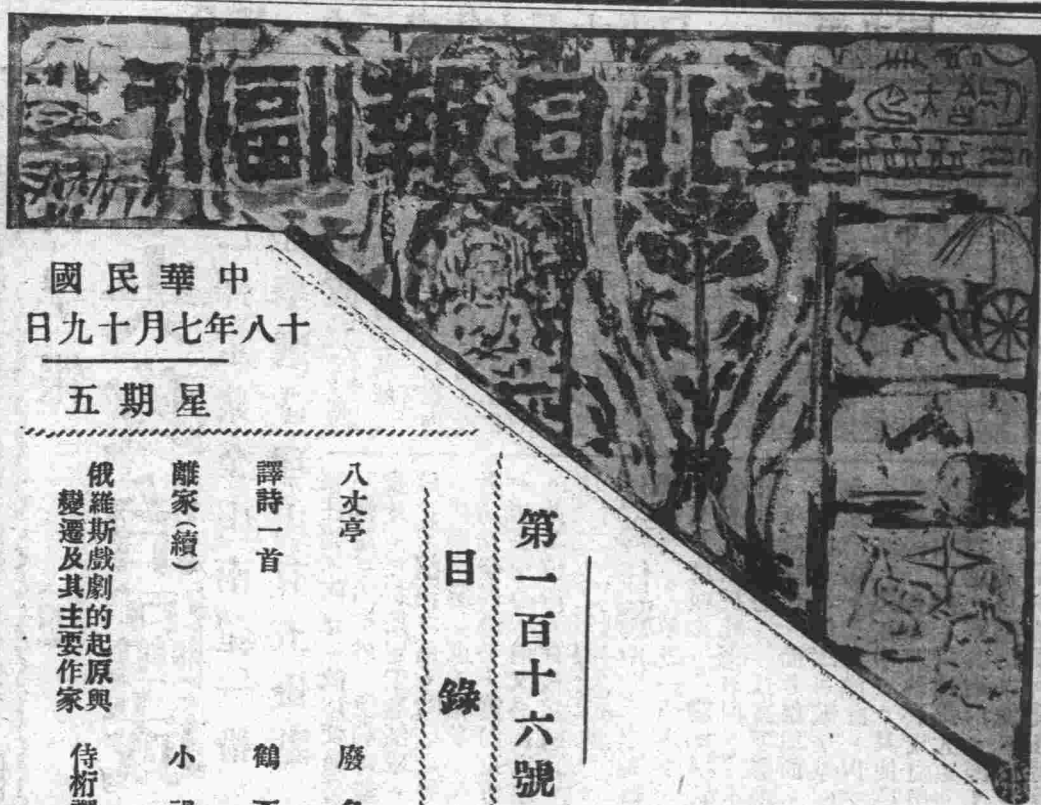 華北日報副刊
中華民國
十八年七月十九日
星期五
第一百十六號
目錄
八丈亭 廢
譯詩一首 鶴
離家（續） 小
俄羅斯戲劇的起原與
變遷及其主要作家 侍桁